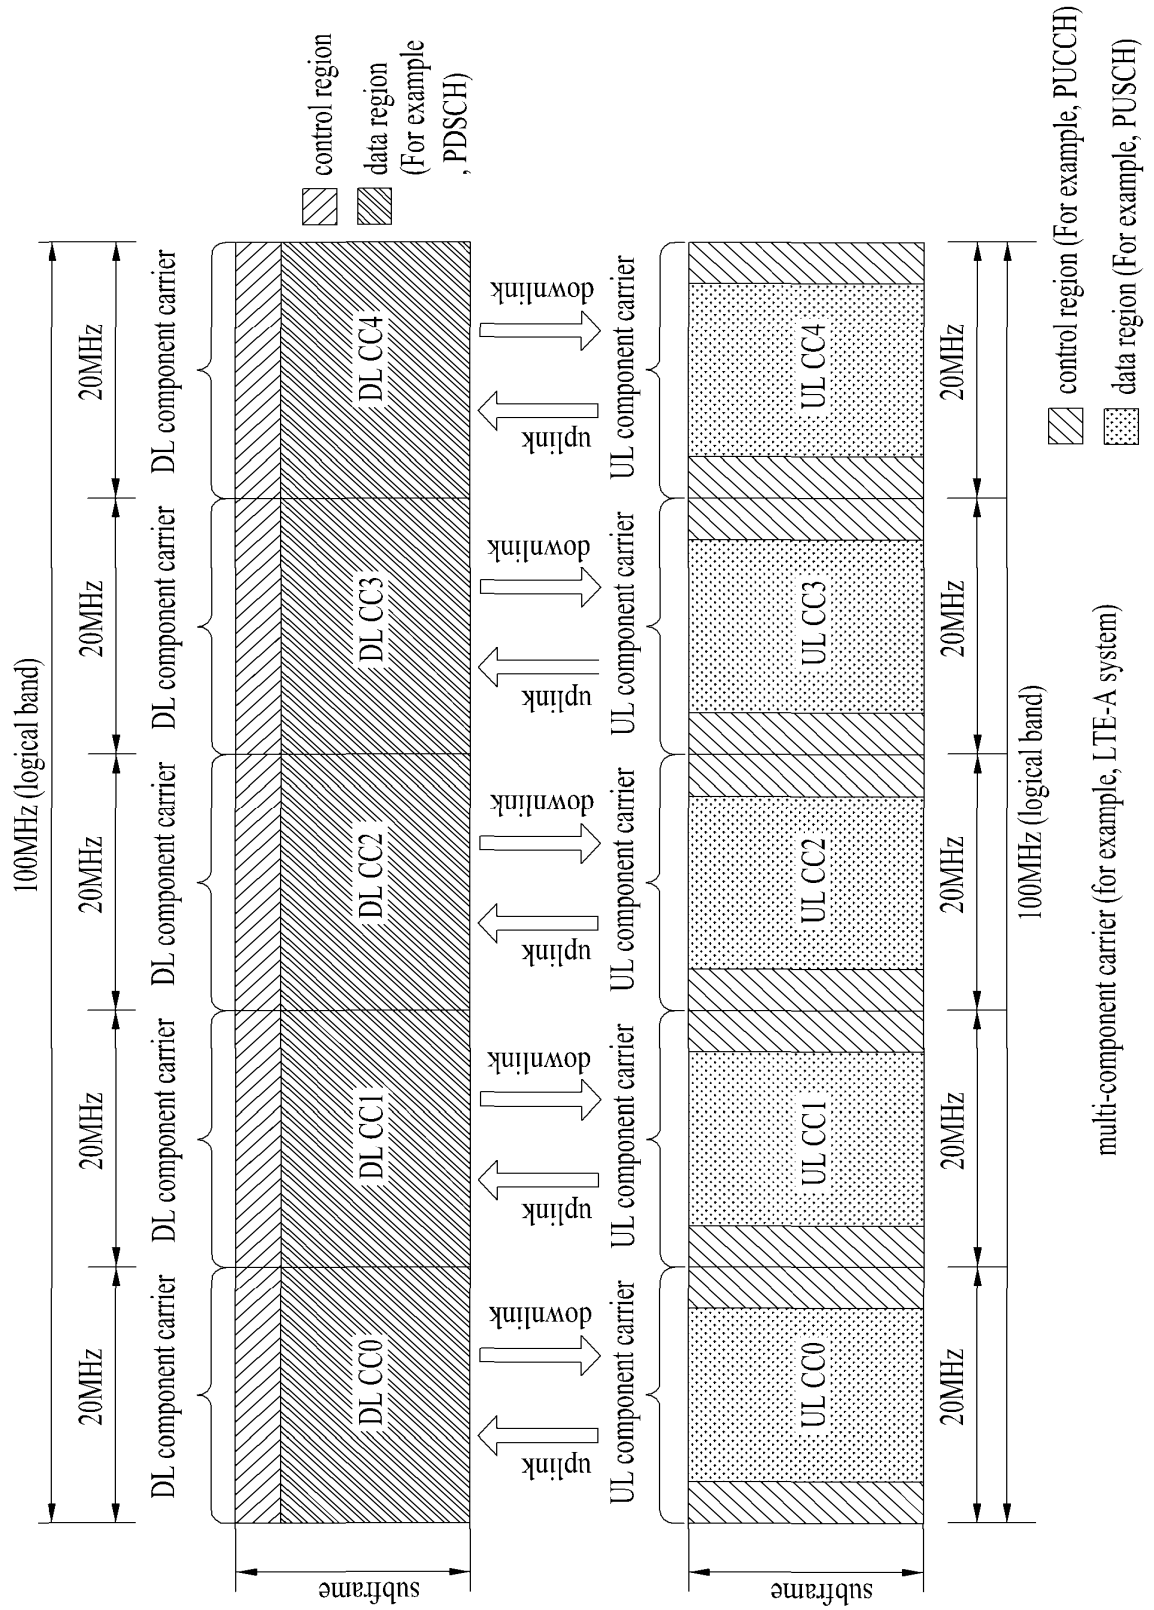 100MHz (logical band)
20MHz
20MHz
20MHz
20MHz
20MHz
DL component carrier
DL component carrier
DL component carrier
DL component carrier
DL component carrier
subframe
DL CC0
DL CC1
DL CC2
DL CC3
DL CC4
control region
data region
(For example
, PDSCH)
uplink
downlink
uplink
downlink
uplink
downlink
uplink
downlink
uplink
downlink
UL component carrier
UL component carrier
UL component carrier
UL component carrier
UL component carrier
subframe
UL CC0
UL CC1
UL CC2
UL CC3
UL CC4
20MHz
20MHz
20MHz
20MHz
20MHz
100MHz (logical band)
control region (For example, PUCCH)
data region (For example, PUSCH)
multi-component carrier (for example, LTE-A system)